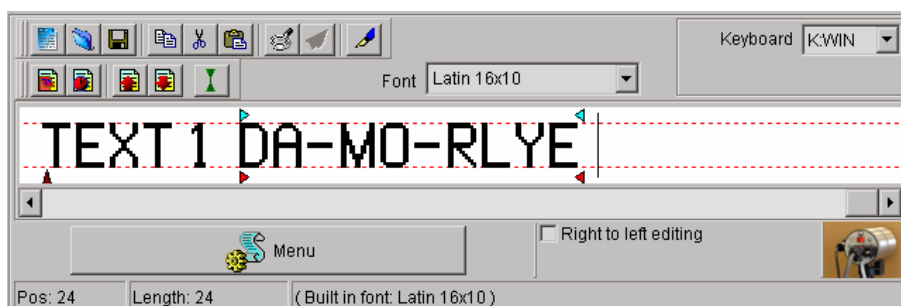 Keyboard K:WIN
Font Latin 16x10
TEXT 1 DA-MO-RLYE
Menu
Right to left editing
Pos: 24 Length: 24 ( Built in font: Latin 16x10 )